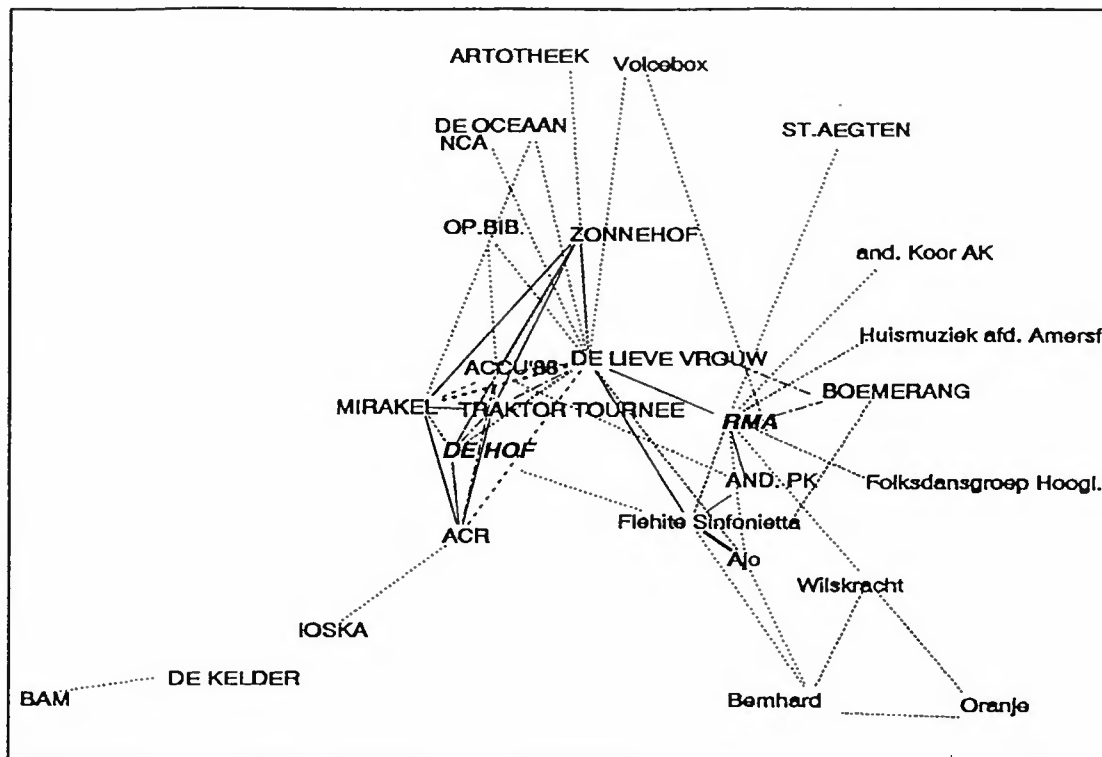 ARTOTHEEK
Voicebox
DE OCEAAN
NCA
ST.AEGTEN
OP.BIB.
ZONNEHOF
and. Koor AK
Huismuziek afd. Amersf
DE LIEVE VROUW
ACCU'88
BOEMERANG
MIRAKEL
TRAKTOR TOURNEE
RMA
DE HOF
AND. PK
Folksdansgroep Hoogl.
Flehite Sinfonietta
ACR
Ajo
Wilskracht
IOSKA
DE KELDER
BAM
Bernhard
Oranje